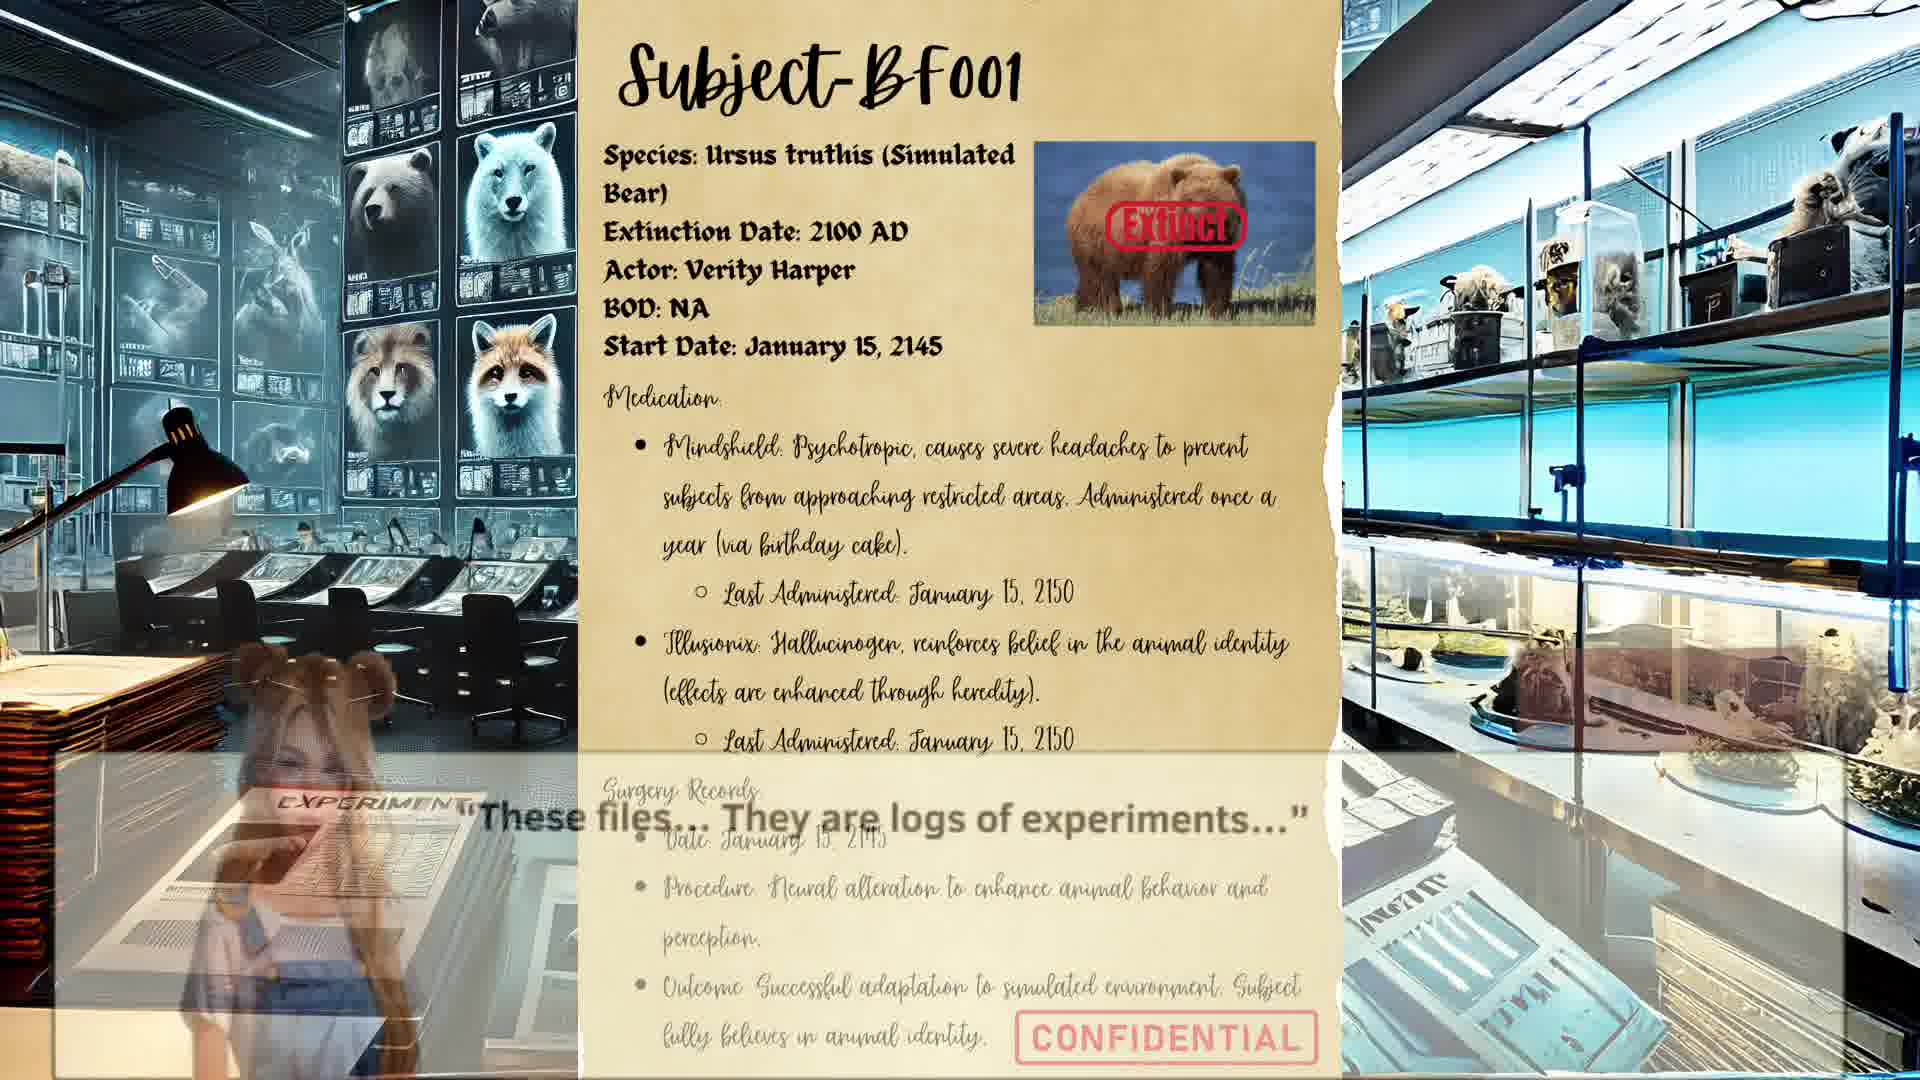 Subject-BF001
Species: Ursus truthis (Simulated
Bear)
Extinction Date: 2100 AD
Actor: Verity Harper
BOD: NA
Start Date: January 15, 2145
Extinct
Medication:
• Mindshield: Psychotropic, causes severe headaches to prevent
subjects from approaching restricted areas. Administered once a
year (via birthday cake).
○ Last Administered: January 15, 2150
• Illusionix: Hallucinogen, reinforces belief in the animal identity
(effects are enhanced through heredity).
○ Last Administered: January 15, 2150
Surgery Records:
“These files... They are logs of experiments...”
• Date: January 15, 2145
• Procedure: Neural alteration to enhance animal behavior and
perception.
• Outcome: Successful adaptation to simulated environment. Subject
fully believes in animal identity.
CONFIDENTIAL
EXPERIMENT